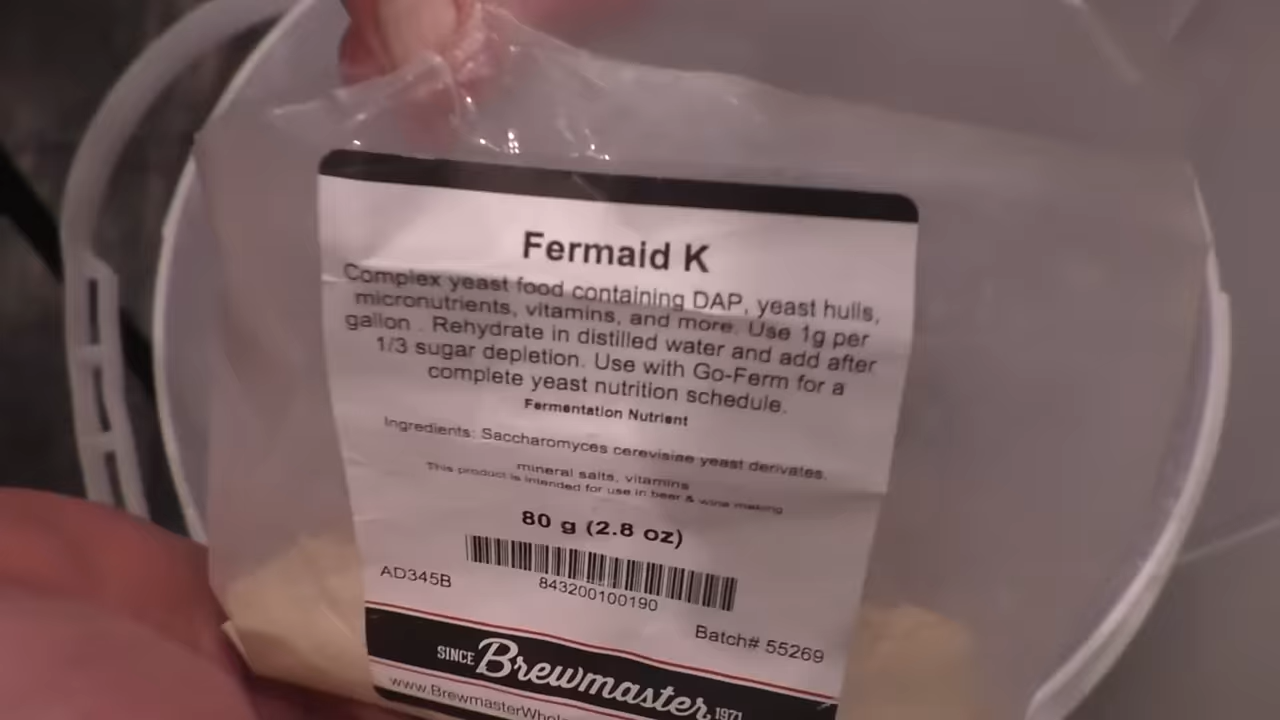 Fermaid K
Complex yeast food containing DAP, yeast hulls,
micronutrients, vitamins, and more. Use 1g per
gallon . Rehydrate in distilled water and add after
1/3 sugar depletion. Use with Go-Ferm for a
complete yeast nutrition schedule.
Fermentation Nutrient
Ingredients: Saccharomyces cerevisiae yeast derivates,
mineral salts, vitamins
This product is intended for use in beer & wine making
80 g (2.8 oz)
843200100190
AD345B
Batch# 55269
SINCE Brewmaster 1971